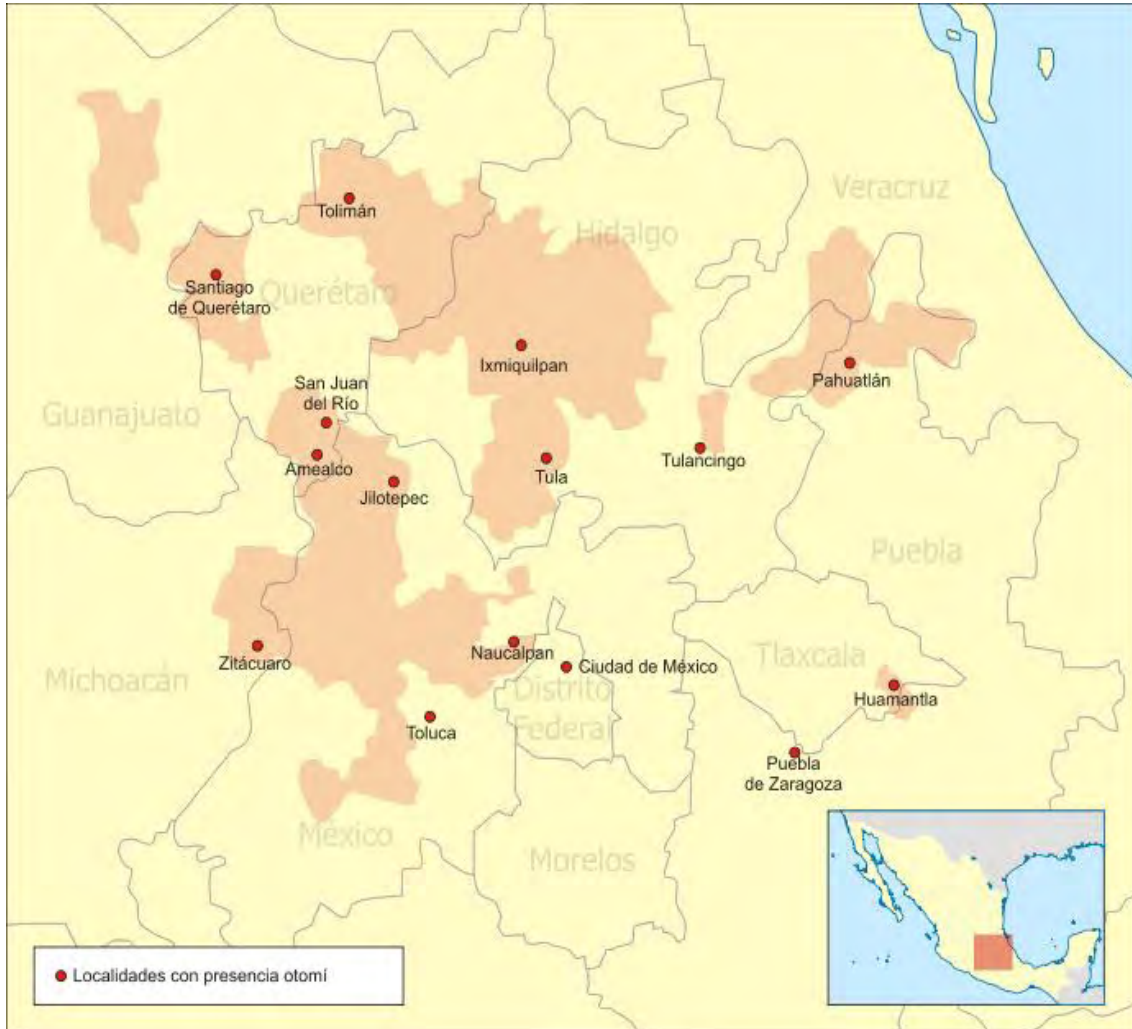 Veracruz
Tolimán
Hidalgo
Santiago
de Querétaro
Querétaro
Ixmiquilpan
Pahuatlán
San Juan
del Río
Guanajuato
Amealco
Jilotepec
Tula
Tulancingo
Puebla
Zitácuaro
Naucalpan
Ciudad de México
Tlaxcala
Michoacán
Distrito
Federal
Huamantla
Toluca
Puebla
de Zaragoza
México
Morelos
Localidades con presencia otomí